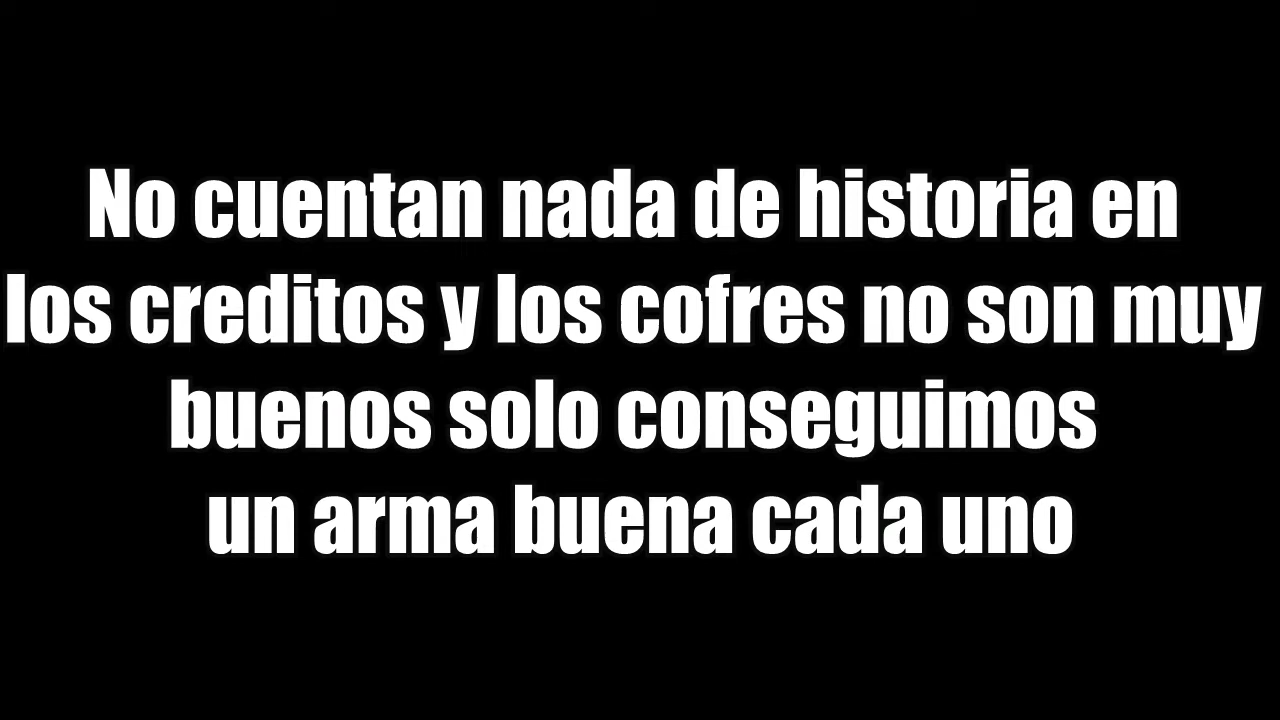 No cuentan nada de historia en
los creditos y los cofres no son muy
buenos solo conseguimos
un arma buena cada uno